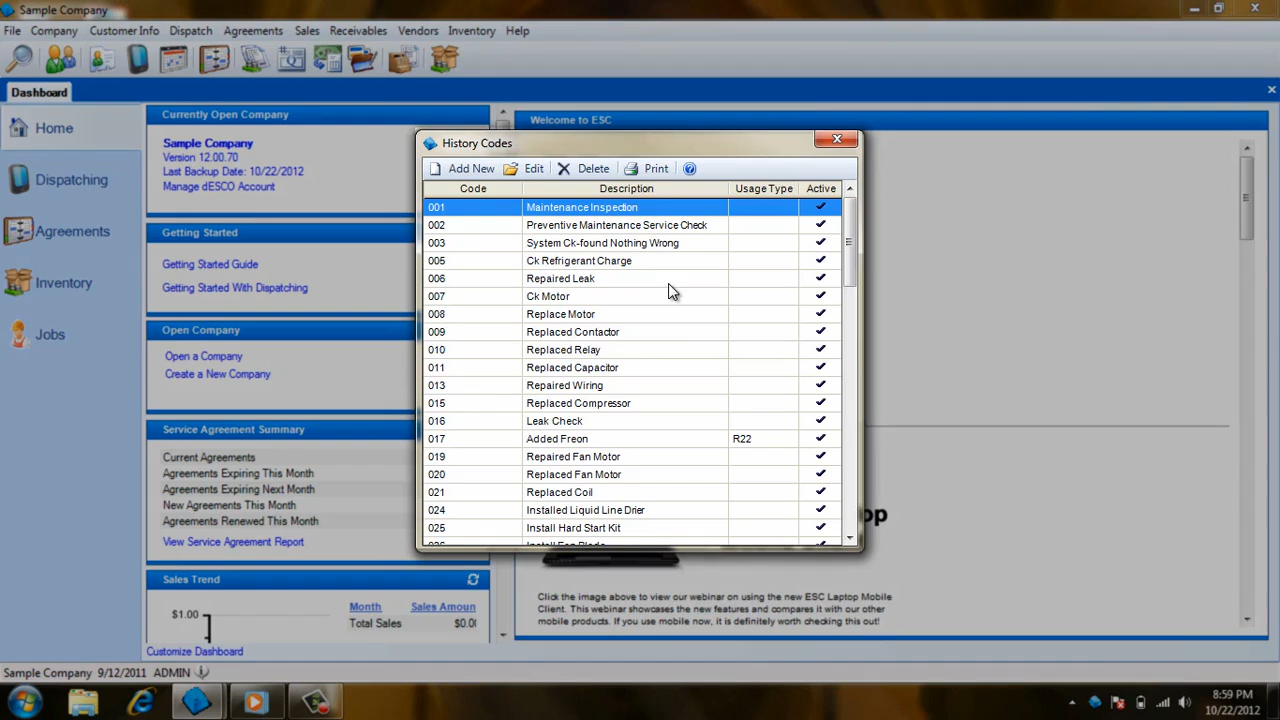 Sample Company
File Company Customer Info Dispatch Agreements Sales Receivables Vendors Inventory Help
Dashboard
Home
Dispatching
Agreements
Inventory
Jobs
Currently Open Company
Sample Company
Version 12.00.70
Last Backup Date: 10/22/2012
Manage dESCO Account
Getting Started
Getting Started Guide
Getting Started With Dispatching
Open Company
Open a Company
Create a New Company
Service Agreement Summary
Current Agreements
Agreements Expiring This Month
Agreements Expiring Next Month
New Agreements This Month
Agreements Renewed This Month
View Service Agreement Report
Sales Trend
$1.00
Month Sales Amoun
Total Sales $0.0
Customize Dashboard
Welcome to ESC
History Codes
Add New Edit Delete Print
Code Description Usage Type Active
001 Maintenance Inspection
002 Preventive Maintenance Service Check
003 System Ck-found Nothing Wrong
005 Ck Refrigerant Charge
006 Repaired Leak
007 Ck Motor
008 Replace Motor
009 Replaced Contactor
010 Replaced Relay
011 Replaced Capacitor
013 Repaired Wiring
015 Replaced Compressor
016 Leak Check
017 Added Freon R22
019 Repaired Fan Motor
020 Replaced Fan Motor
021 Replaced Coil
024 Installed Liquid Line Drier
025 Install Hard Start Kit
op
Click the image above to view our webinar on using the new ESC Laptop Mobile
Client. This webinar showcases the new features and compares it with our other
mobile products. If you use mobile now, it is definitely worth checking this out!
Sample Company 9/12/2011 ADMIN
8:59 PM
10/22/2012